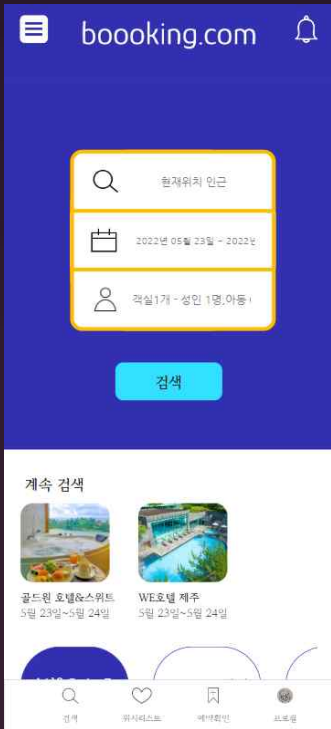 boooking.com
현재위치 인근
2022년 05월 23일 ~ 2022년
객실1개 - 성인 1명,아동
검색
계속 검색
골드원 호텔&스위트
5월 23일~5월 24일
WE호텔 제주
5월 23일~5월 24일
검색
위시리스트
예약확인
프로필